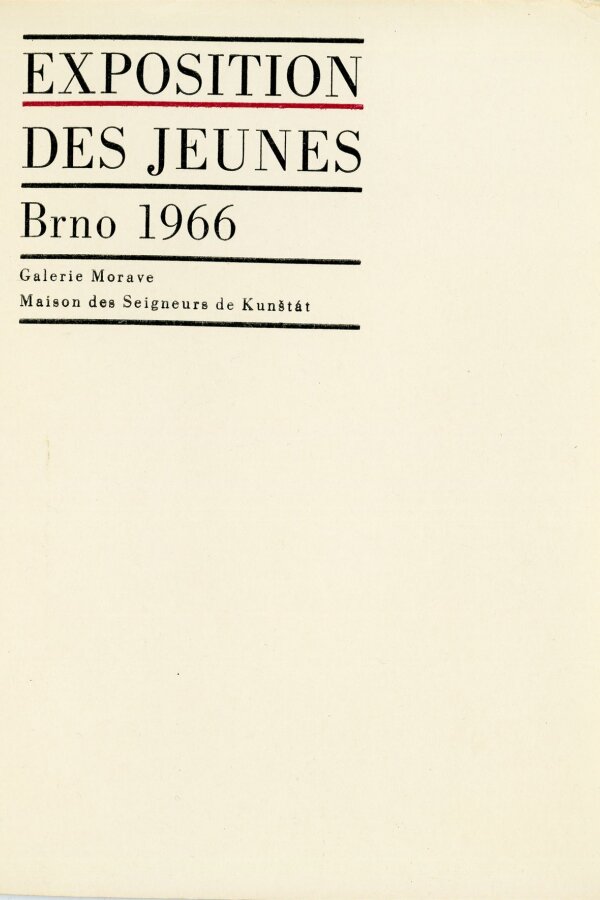 EXPOSITION
DES JEUNES
Brno 1966
Galerie Morave
Maison des Seigneurs de Kunštát